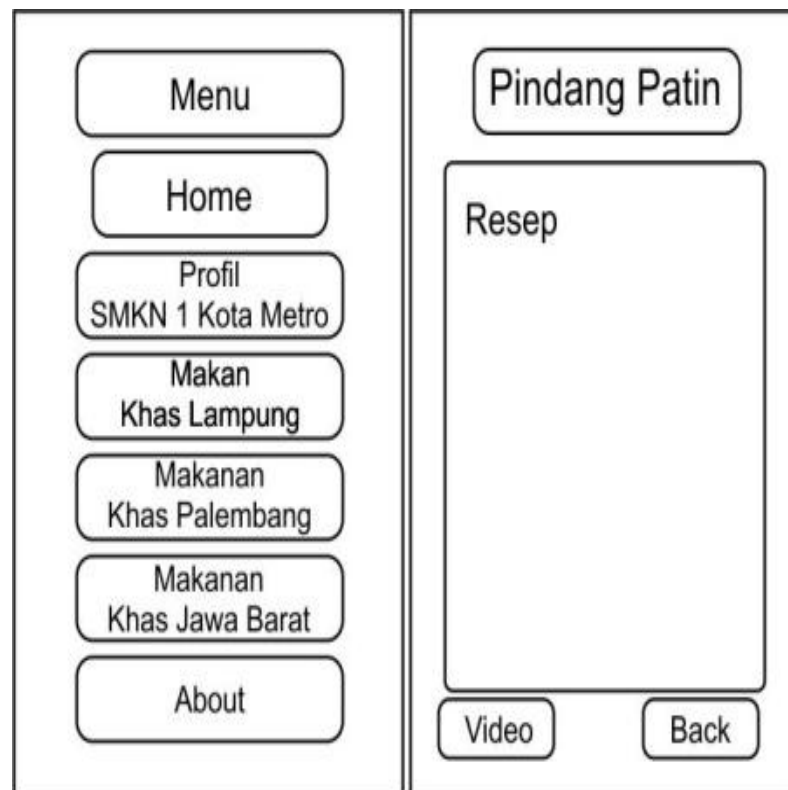 Menu
Home
Profil
SMKN 1 Kota Metro
Makan
Khas Lampung
Makanan
Khas Palembang
Makanan
Khas Jawa Barat
About
Pindang Patin
Resep
Video
Back